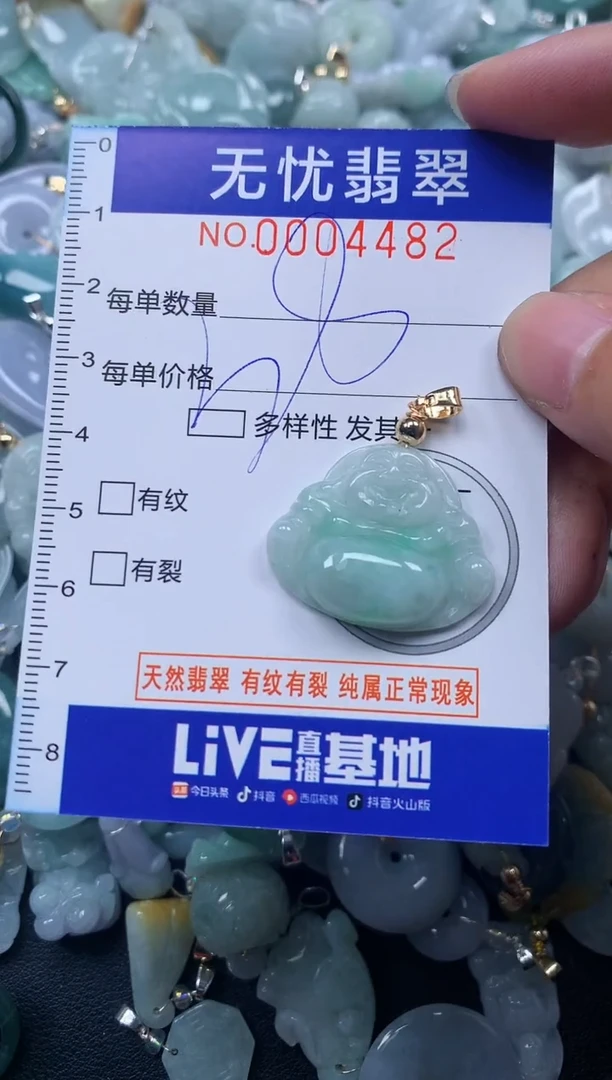 无忧翡翠
NO.0004482
每单数量
每单价格
多样性 发其
有纹
有裂
天然翡翠 有纹有裂 纯属正常现象
LiVE直播基地
头条 今日头条 抖音 西瓜视频 抖音火山版
0
1
2
3
4
5
6
7
8